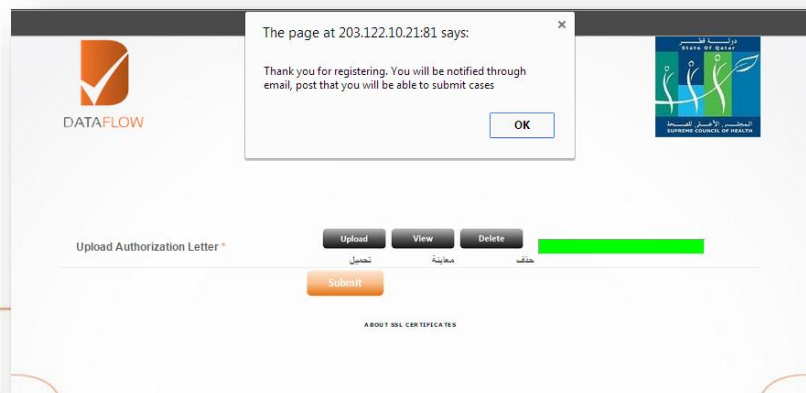 The page at 203.122.10.21:81 says:
Thank you for registering. You will be notified through
email, post that you will be able to submit cases
OK
DATAFLOW
دولة قطر
State Of Qatar
المجلس الأعلى للصحة
SUPREME COUNCIL OF HEALTH
Upload Authorization Letter *
Upload View Delete
تحميل معاينة حذف
Submit
ABOUT SSL CERTIFICATES